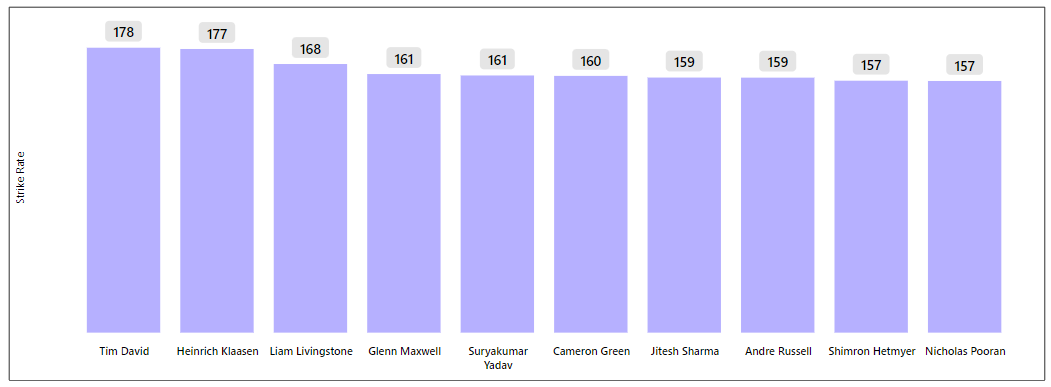 178
177
168
161
161
160
159
159
157
157
Strike Rate
Tim David
Heinrich Klaasen
Liam Livingstone
Glenn Maxwell
Suryakumar
Yadav
Cameron Green
Jitesh Sharma
Andre Russell
Shimron Hetmyer
Nicholas Pooran